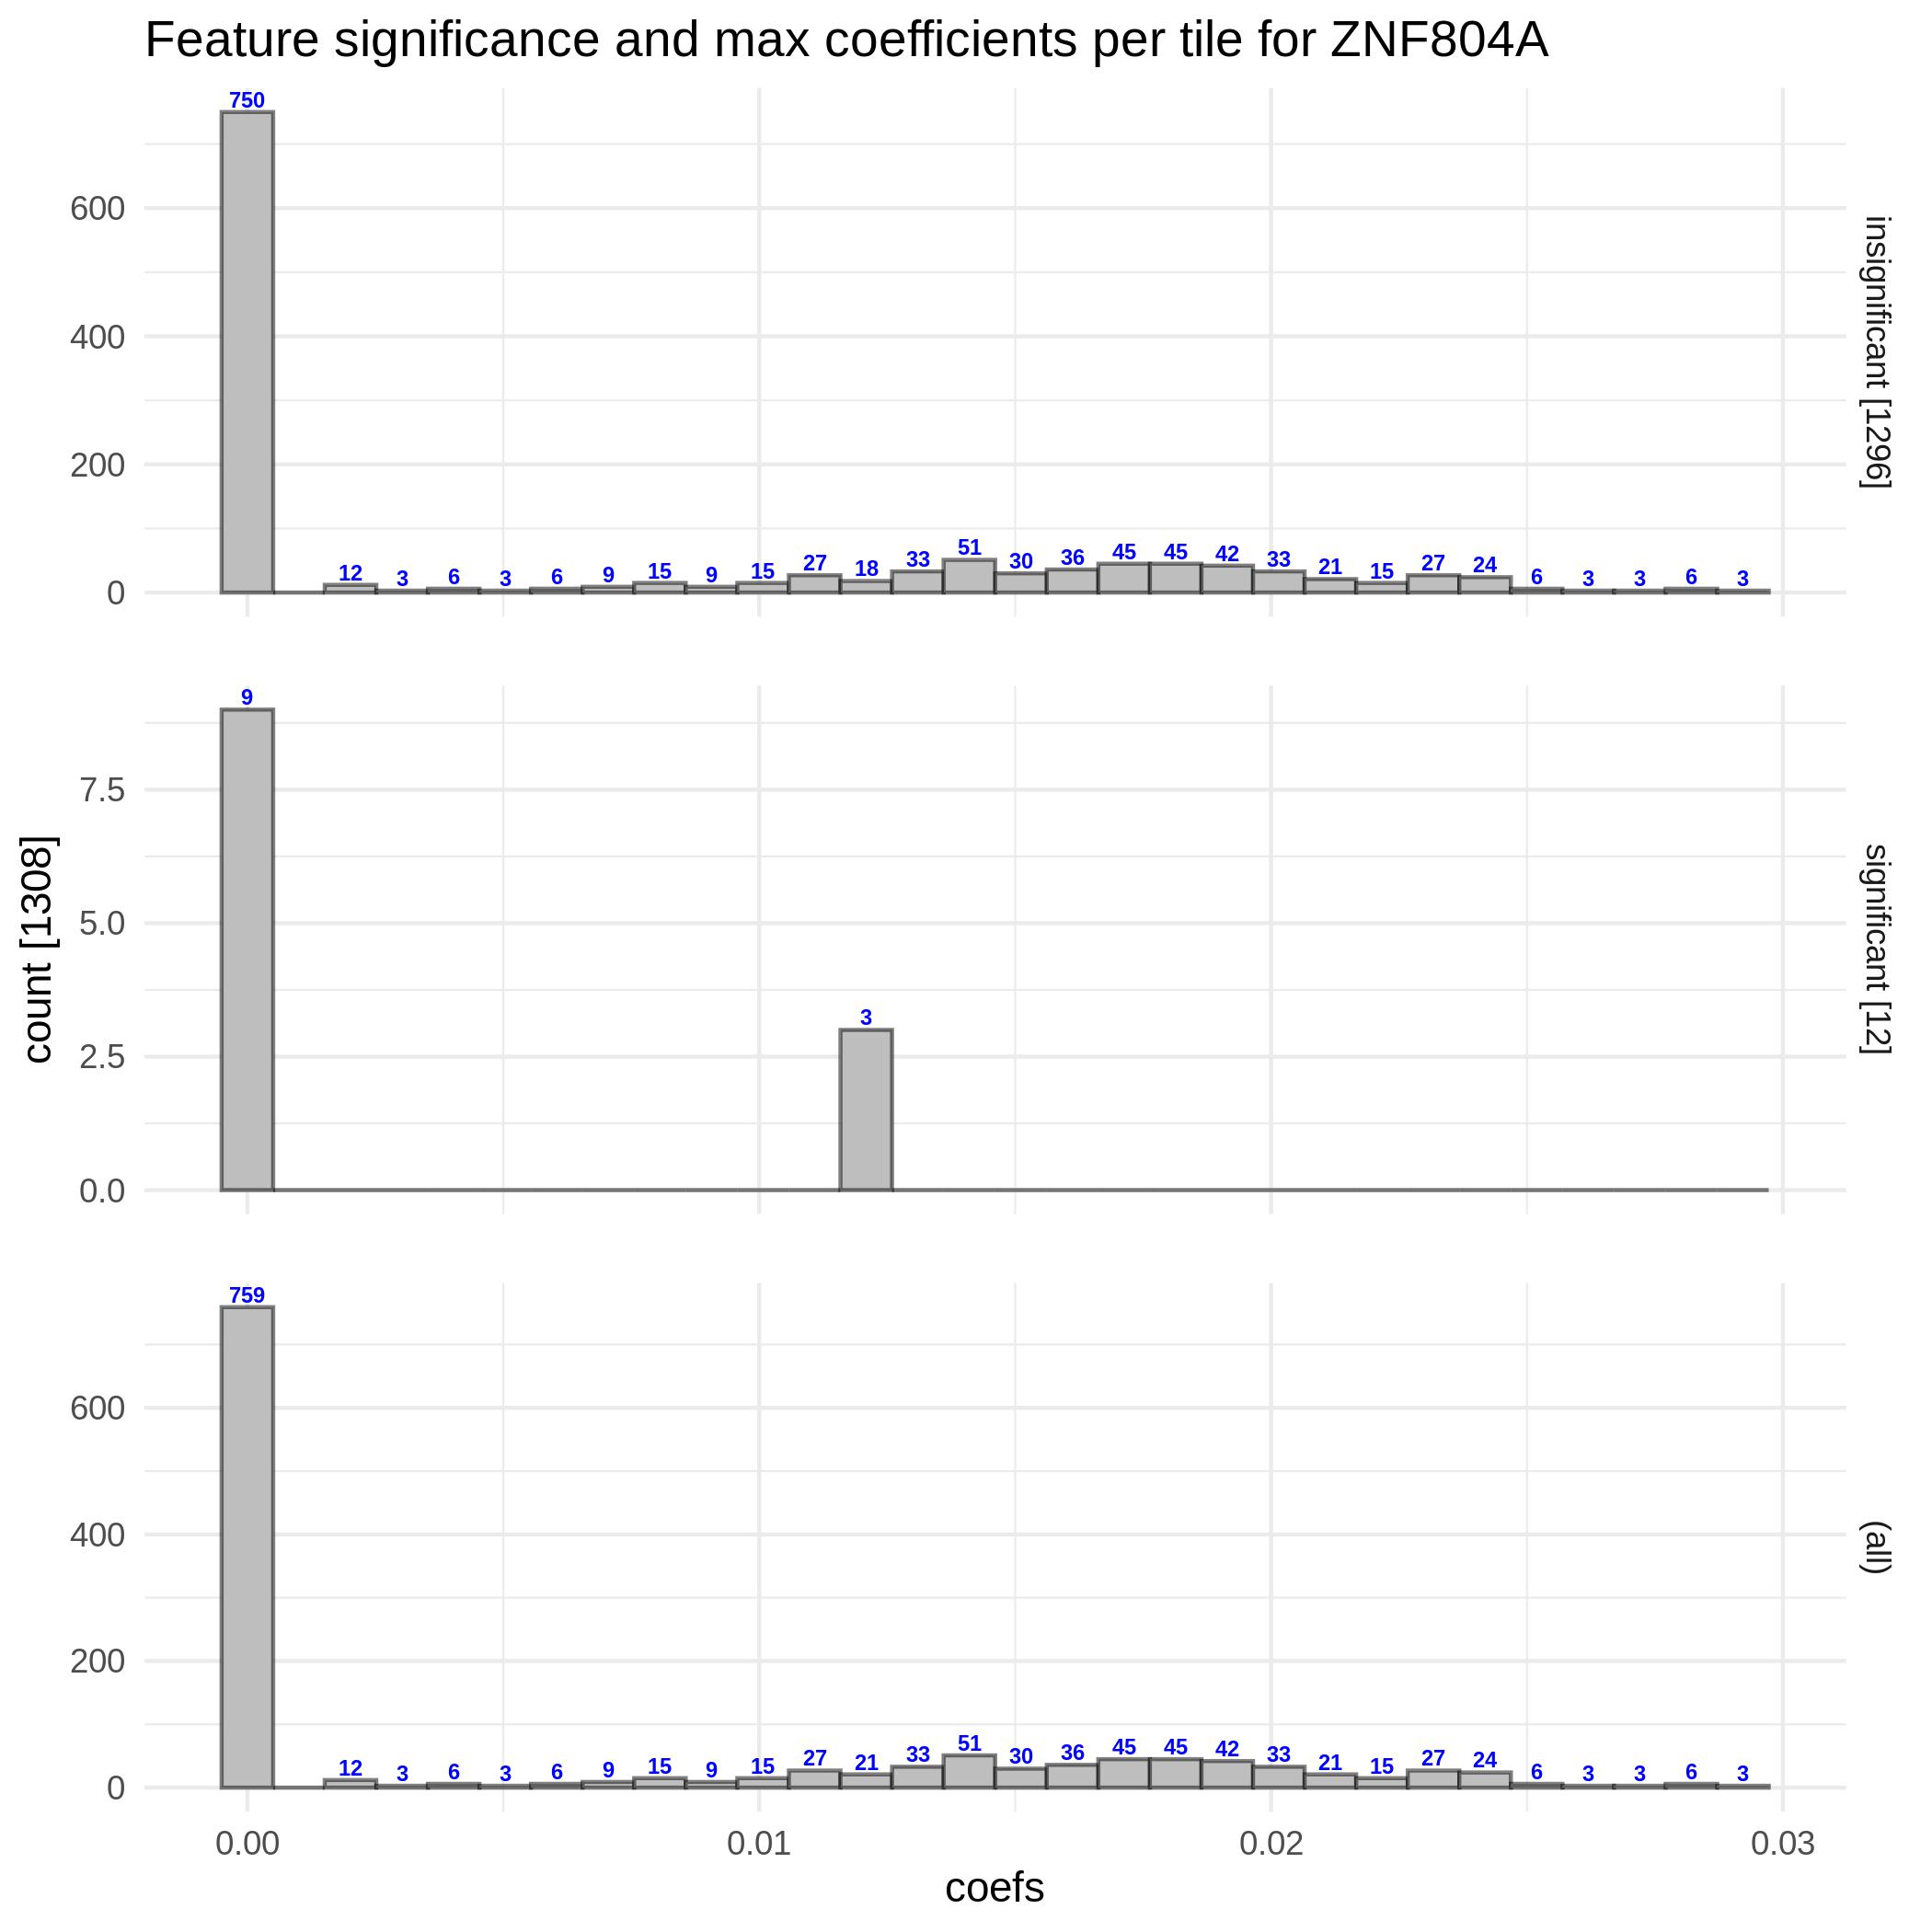 Feature significance and max coefficients per tile for ZNF804A
750
600
400
200
0
12 3 6 3 6 9 15 9 15 27 18 33 51 30 36 45 45 42 33 21 15 27 24 6 3 3 6 3
insignificant [1296]
9
7.5
5.0
2.5
0.0
3
significant [12]
count [1308]
759
600
400
200
0
12 3 6 3 6 9 15 9 15 27 21 33 51 30 36 45 45 42 33 21 15 27 24 6 3 3 6 3
(all)
0.00 0.01 0.02 0.03
coefs